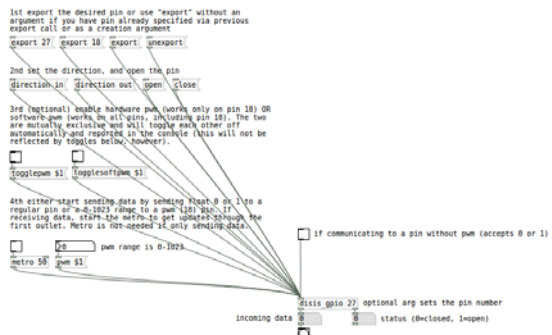 1st export the desired pin or use "export" without an
argument if you have pin already specified via previous
export call or as a creation argument
export 27 export 18 export unexport
2nd set the direction, and open the pin
direction in direction out open close
3rd (optional) enable hardware pwm (works only on pin 18) OR
software pwm (works on all pins, including pin 18). The two
are mutually exclusive and will toggle each other off
automatically and reported in the console (this will not be
reflected by toggles below, however).
togglepwm $1 togglesoftpwm $1
4th either start sending data by sending float 0 or 1 to a
regular pin or a 0-1023 range to a pwm (18) pin. If
receiving data, start the metro to get updates through the
first outlet. Metro is not needed if only sending data.
if communicating to a pin without pwm (accepts 0 or 1)
0 pwm range is 0-1023
metro 50 pwm $1
disis_gpio 27 optional arg sets the pin number
incoming data 0 0 status (0=closed, 1=open)